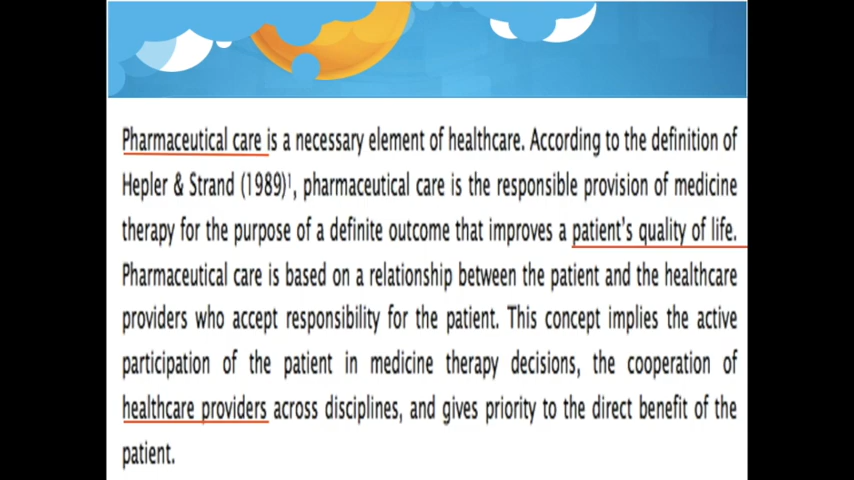 Pharmaceutical care is a necessary element of healthcare. According to the definition of
Hepler & Strand (1989)¹, pharmaceutical care is the responsible provision of medicine
therapy for the purpose of a definite outcome that improves a patient's quality of life.
Pharmaceutical care is based on a relationship between the patient and the healthcare
providers who accept responsibility for the patient. This concept implies the active
participation of the patient in medicine therapy decisions, the cooperation of
healthcare providers across disciplines, and gives priority to the direct benefit of the
patient.